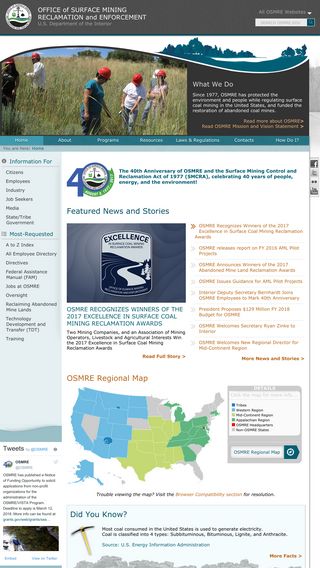 OFFICE of SURFACE MINING
RECLAMATION and ENFORCEMENT
U.S. Department of the Interior
All OSMRE Websites
SEARCH OSMRE SITE
What We Do
Since 1977, OSMRE has protected the
environment and people while regulating surface
coal mining in the United States, and funded the
restoration of abandoned coal mines.
Read more about OSMRE>
Read OSMRE Mission and Vision Statement >
Home
About
Programs
Resources
Laws & Regulations
Contacts
How Do I?
You are here: Home
Information For
Citizens
Employees
Industry
Job Seekers
Media
State/Tribal
Government
Most-Requested
A to Z Index
All Employee Directory
Directives
Federal Assistance
Manual (FAM)
Jobs at OSMRE
Oversight
Reclaiming Abandoned
Mine Lands
Technology Development
and Transfer (TDT)
Training
The 40th Anniversary of OSMRE and the Surface Mining Control and
Reclamation Act of 1977 (SMCRA), celebrating 40 years of people,
energy, and the environment!
Featured News and Stories
EXCELLENCE
IN SURFACE COAL MINING
RECLAMATION AWARDS
OSMRE RECOGNIZES WINNERS OF THE
2017 EXCELLENCE IN SURFACE COAL
MINING RECLAMATION AWARDS
Two Mining Companies, and an Association of Mining
Operators, Livestock and Agricultural Interests Win
the 2017 Excellence in Surface Coal Mining
Reclamation Awards
Read Full Story >
OSMRE Recognizes Winners of the 2017
Excellence in Surface Coal Mining Reclamation
Awards
OSMRE releases report on FY 2016 AML Pilot
Projects
OSMRE Announces Winners of the 2017
Abandoned Mine Land Reclamation Awards
OSMRE Issues Guidance for AML Pilot Projects
Interior Deputy Secretary Bernhardt Joins
OSMRE Employees to Mark 40th Anniversary
President Proposes $129 Million FY 2018
Budget for OSMRE
OSMRE Welcomes Secretary Ryan Zinke to
Interior
OSMRE Welcomes New Regional Director for
Mid-Continent Region
More News and Stories >
OSMRE Regional Map
DETAILS
Click the map for more info...
Tribes
Western Region
Mid-Continent Region
Appalachian Region
OSMRE Headquarters
Non-OSMRE States
OSMRE Regional Map
Trouble viewing the map? Visit the Browser Compatibility section for resolution.
Tweets by @OSMRE
OSMRE
@OSMRE
OSMRE has published a Notice
of Funding Opportunity to solicit
applications from non-profit
organizations for the
administration of the
OSMRE/VISTA Program
Deadline to apply is March 12,
2018. More info can be found at
Embed
View on Twitter
Did You Know?
Most coal consumed in the United States is used to generate electricity.
Coal is classified into 4 types: Subbituminous, Bituminous, Lignite, and Anthracite.
Source: U.S. Energy Information Administration
More Facts >